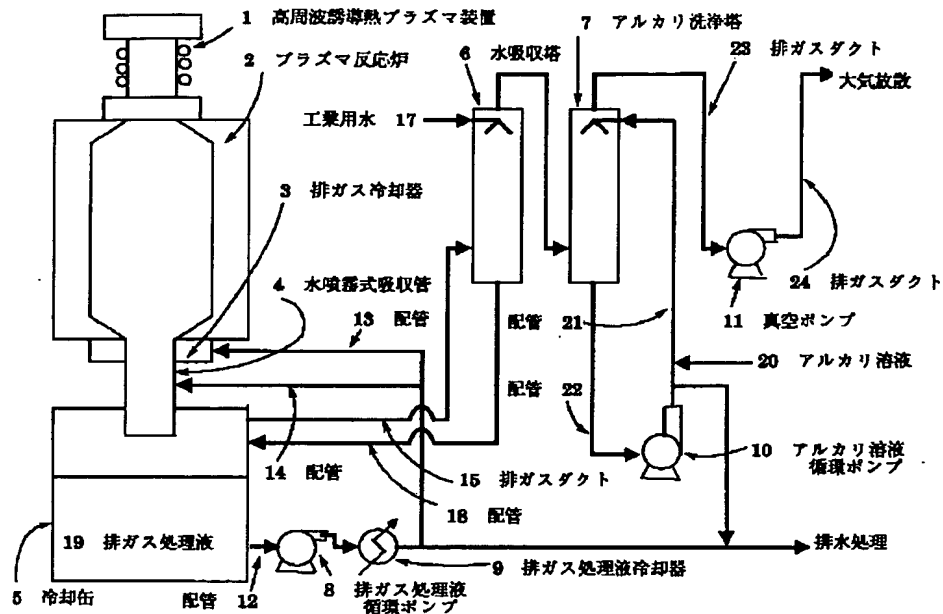 1 高周波誘導熱プラズマ装置
2 プラズマ反応炉
6 水吸収塔
7 アルカリ洗浄塔
23 排ガスダクト
大気放散
工業用水 17
3 排ガス冷却器
4 水噴霧式吸収管
13 配管
配管 21
24 排ガスダクト
11 真空ポンプ
20 アルカリ溶液
配管 22
14 配管
15 排ガスダクト
10 アルカリ溶液
循環ポンプ
18 配管
19 排ガス処理液
排水処理
5 冷却缶
配管 12
8 排ガス処理液
循環ポンプ
9 排ガス処理液冷却器